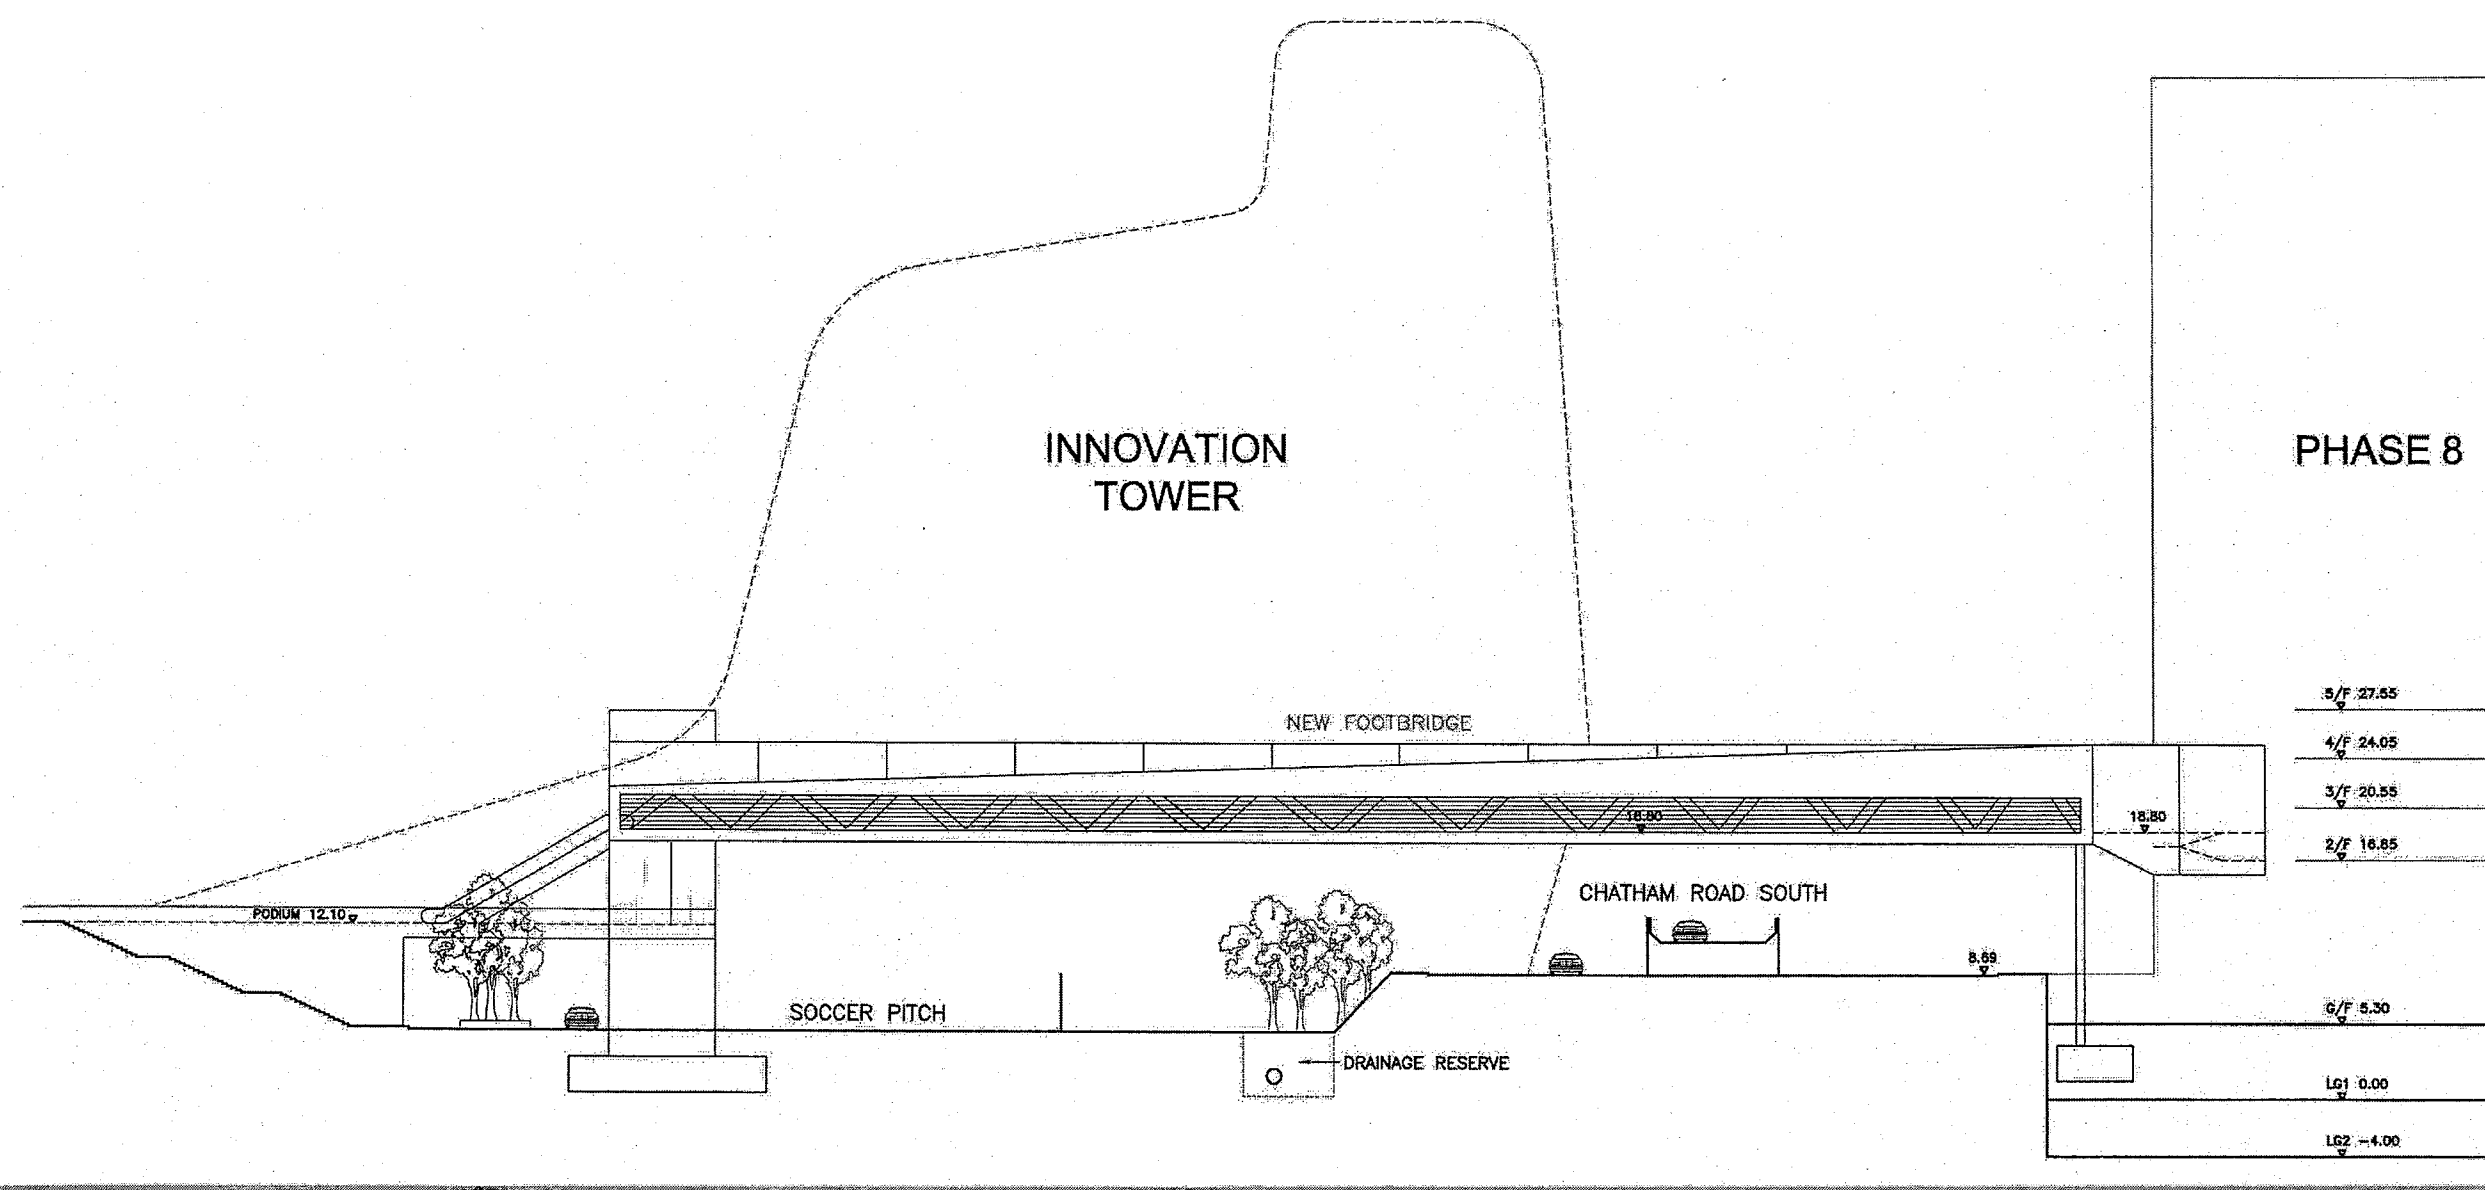 INNOVATION
TOWER
PHASE 8
5/F 27.55
NEW FOOTBRIDGE
4/F 24.05
3/F 20.55
18.80
18.80
2/F 16.85
CHATHAM ROAD SOUTH
PODIUM 12.10
8.69
SOCCER PITCH
G/F 5.30
DRAINAGE RESERVE
LG1 0.00
LG2 -4.00